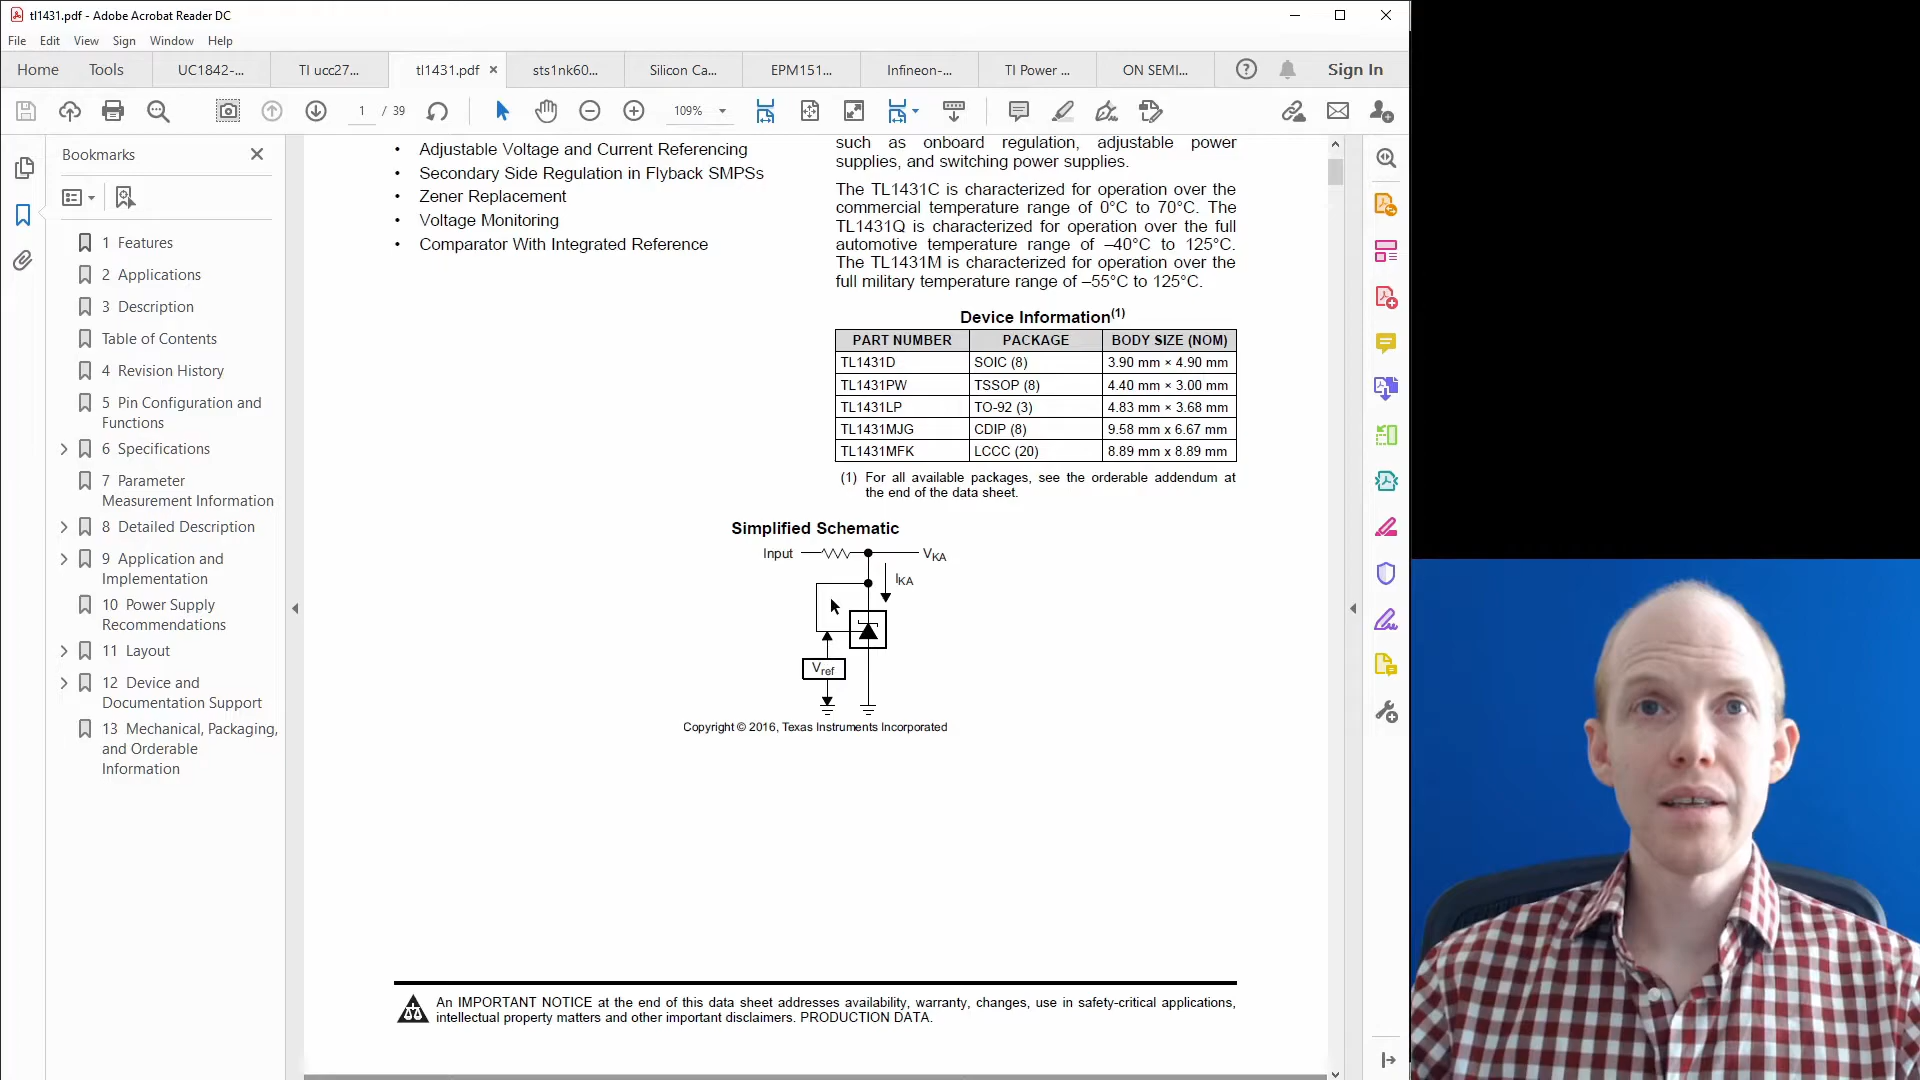 tl1431.pdf - Adobe Acrobat Reader DC
File Edit View Sign Window Help
Home Tools UC1842-... TI ucc27... tl1431.pdf sts1nk60... Silicon Ca... EPM151... Infineon-... TI Power ... ON SEMI... Sign In
1 / 39 109%
Bookmarks
1 Features
2 Applications
3 Description
Table of Contents
4 Revision History
5 Pin Configuration and
Functions
6 Specifications
7 Parameter
Measurement Information
8 Detailed Description
9 Application and
Implementation
10 Power Supply
Recommendations
11 Layout
12 Device and
Documentation Support
13 Mechanical, Packaging,
and Orderable
Information
• Adjustable Voltage and Current Referencing
• Secondary Side Regulation in Flyback SMPSs
• Zener Replacement
• Voltage Monitoring
• Comparator With Integrated Reference
such as onboard regulation, adjustable power
supplies, and switching power supplies.
The TL1431C is characterized for operation over the
commercial temperature range of 0°C to 70°C. The
TL1431Q is characterized for operation over the full
automotive temperature range of –40°C to 125°C.
The TL1431M is characterized for operation over the
full military temperature range of –55°C to 125°C.
Device Information(1)
PART NUMBER PACKAGE BODY SIZE (NOM)
TL1431D SOIC (8) 3.90 mm × 4.90 mm
TL1431PW TSSOP (8) 4.40 mm × 3.00 mm
TL1431LP TO-92 (3) 4.83 mm × 3.68 mm
TL1431MJG CDIP (8) 9.58 mm x 6.67 mm
TL1431MFK LCCC (20) 8.89 mm x 8.89 mm
(1) For all available packages, see the orderable addendum at
the end of the data sheet.
Simplified Schematic
Input VKA
IKA
Vref
Copyright © 2016, Texas Instruments Incorporated
An IMPORTANT NOTICE at the end of this data sheet addresses availability, warranty, changes, use in safety-critical applications,
intellectual property matters and other important disclaimers. PRODUCTION DATA.